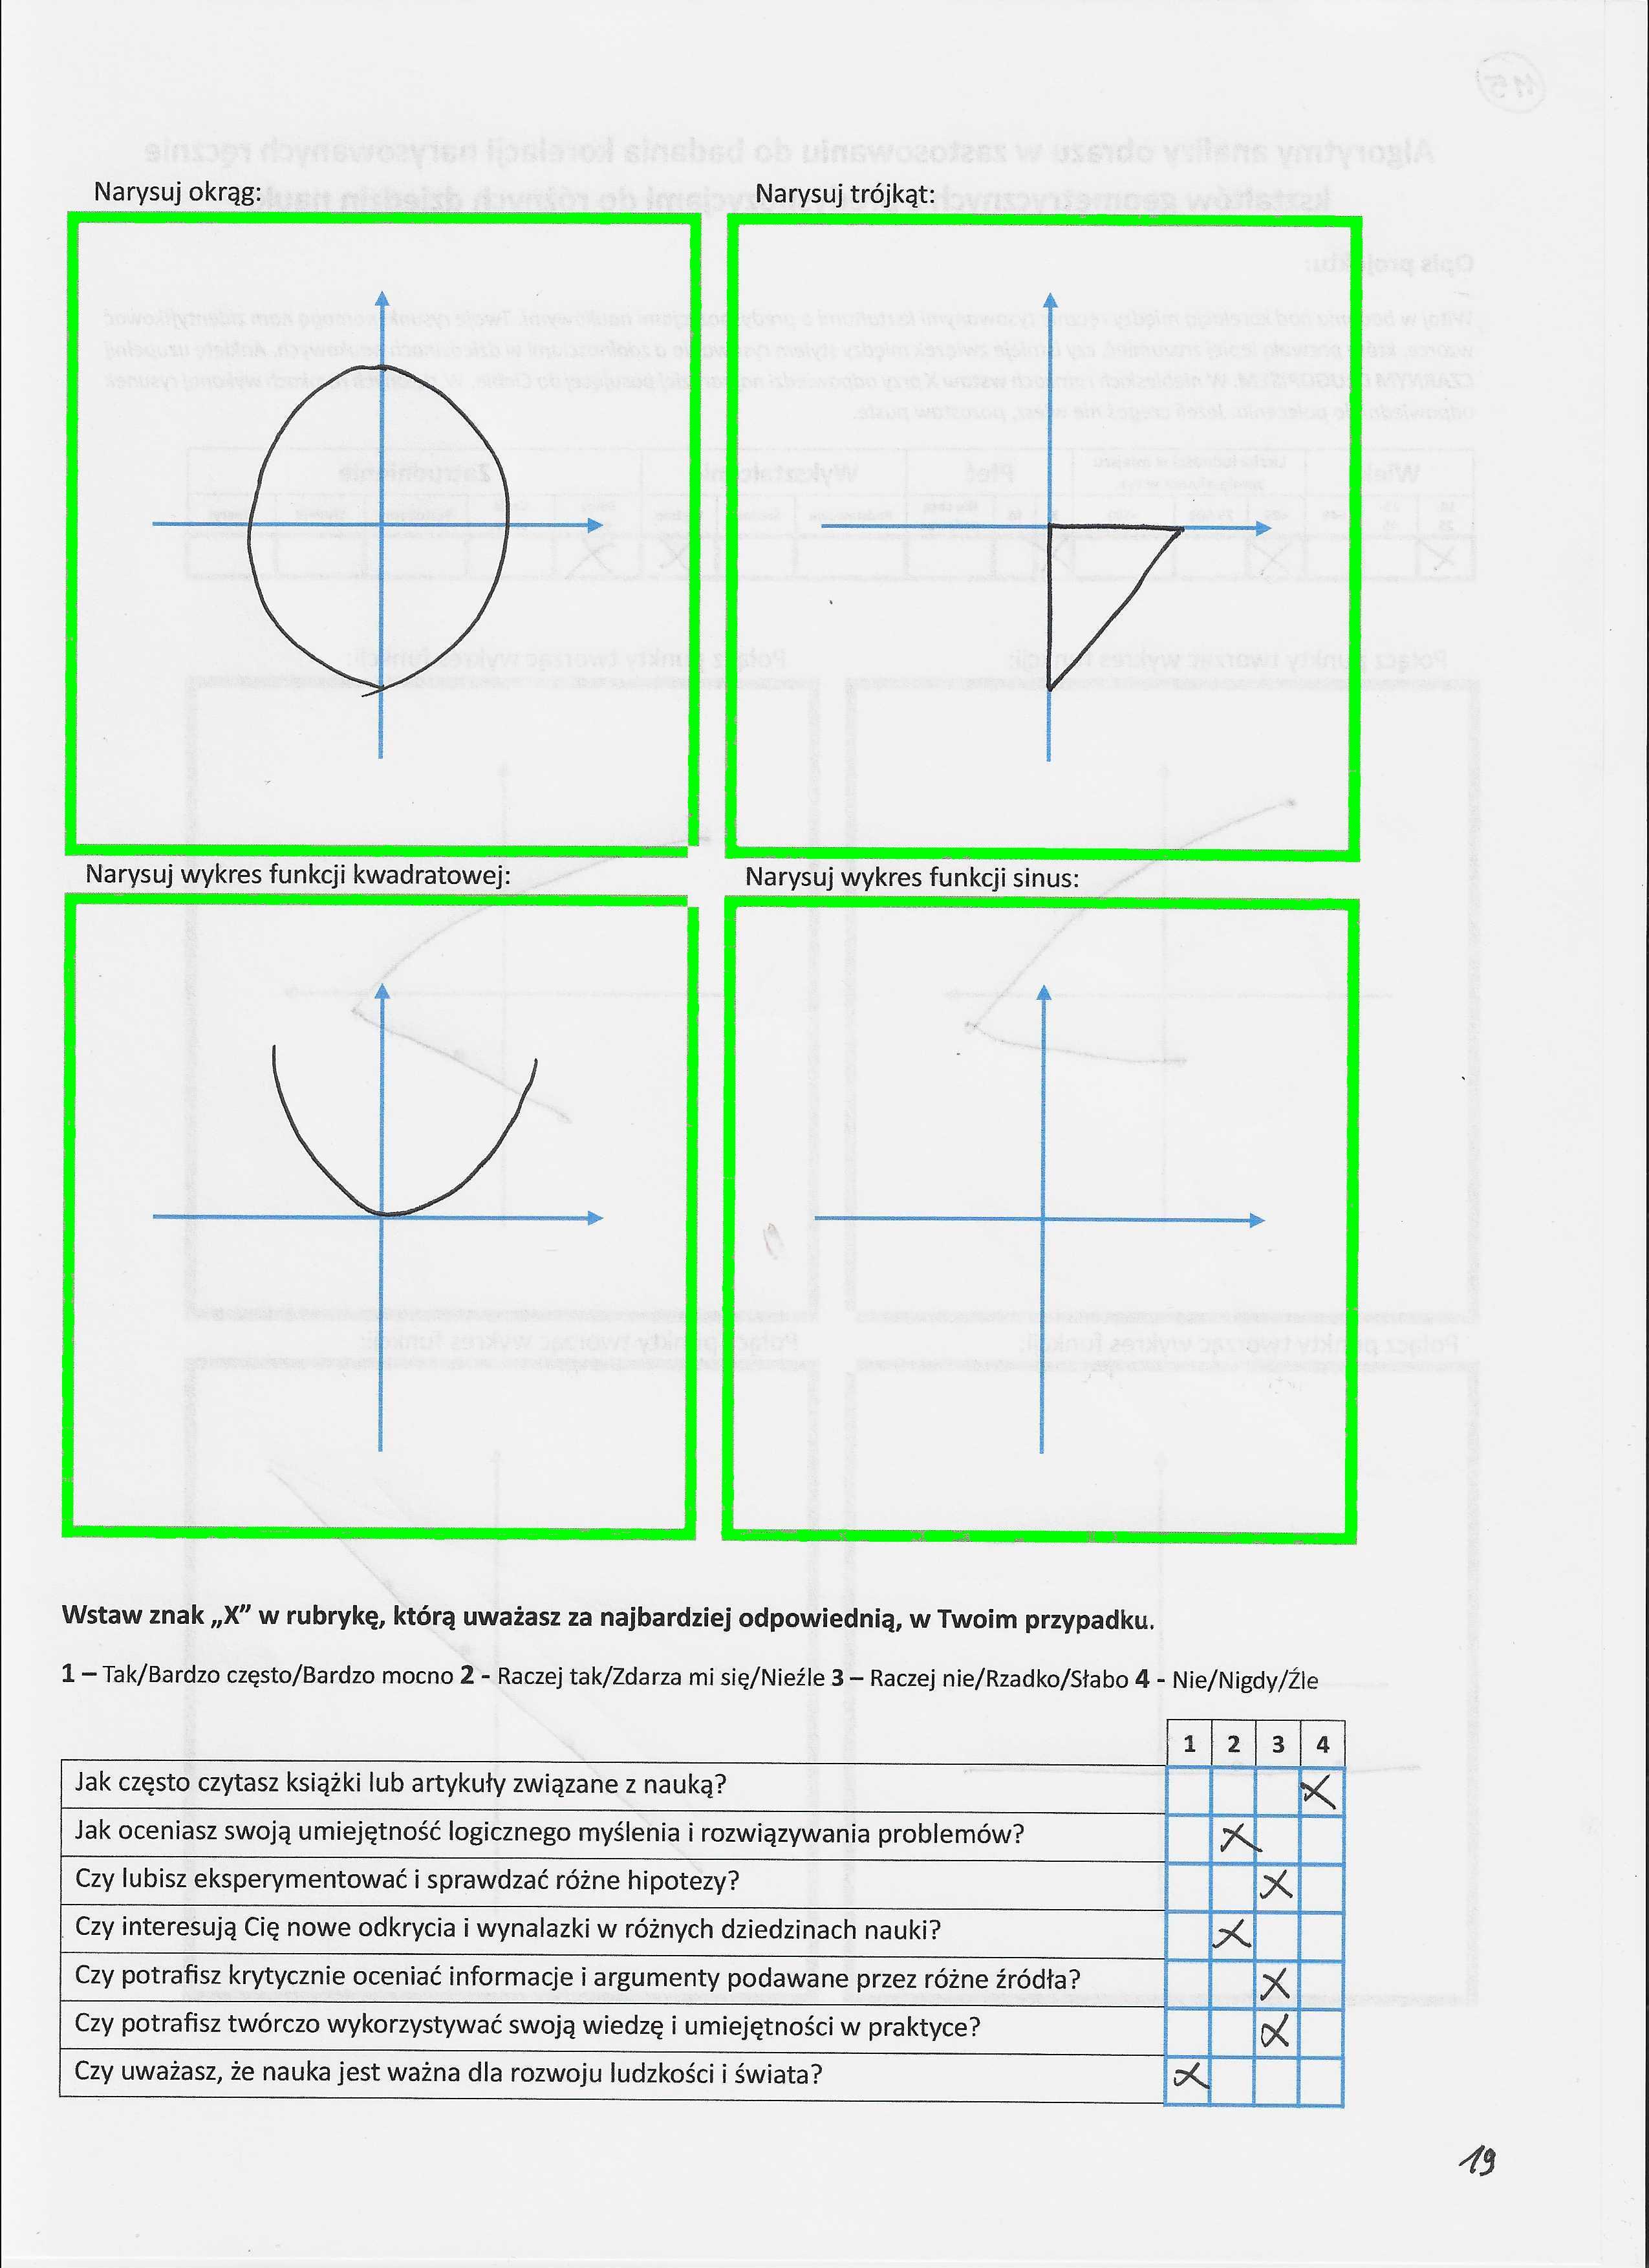 Narysuj okrąg:
Narysuj trójkąt:
Narysuj wykres funkcji kwadratowej:
Narysuj wykres funkcji sinus:
Wstaw znak „X” w rubrykę, którą uważasz za najbardziej odpowiednią, w Twoim przypadku.
1 – Tak/Bardzo często/Bardzo mocno 2 - Raczej tak/Zdarza mi się/Nieźle 3 – Raczej nie/Rzadko/Słabo 4 - Nie/Nigdy/Źle
1 2 3 4
Jak często czytasz książki lub artykuły związane z nauką? X
Jak oceniasz swoją umiejętność logicznego myślenia i rozwiązywania problemów? X
Czy lubisz eksperymentować i sprawdzać różne hipotezy? X
Czy interesują Cię nowe odkrycia i wynalazki w różnych dziedzinach nauki? X
Czy potrafisz krytycznie oceniać informacje i argumenty podawane przez różne źródła? X
Czy potrafisz twórczo wykorzystywać swoją wiedzę i umiejętności w praktyce? X
Czy uważasz, że nauka jest ważna dla rozwoju ludzkości i świata? X
19